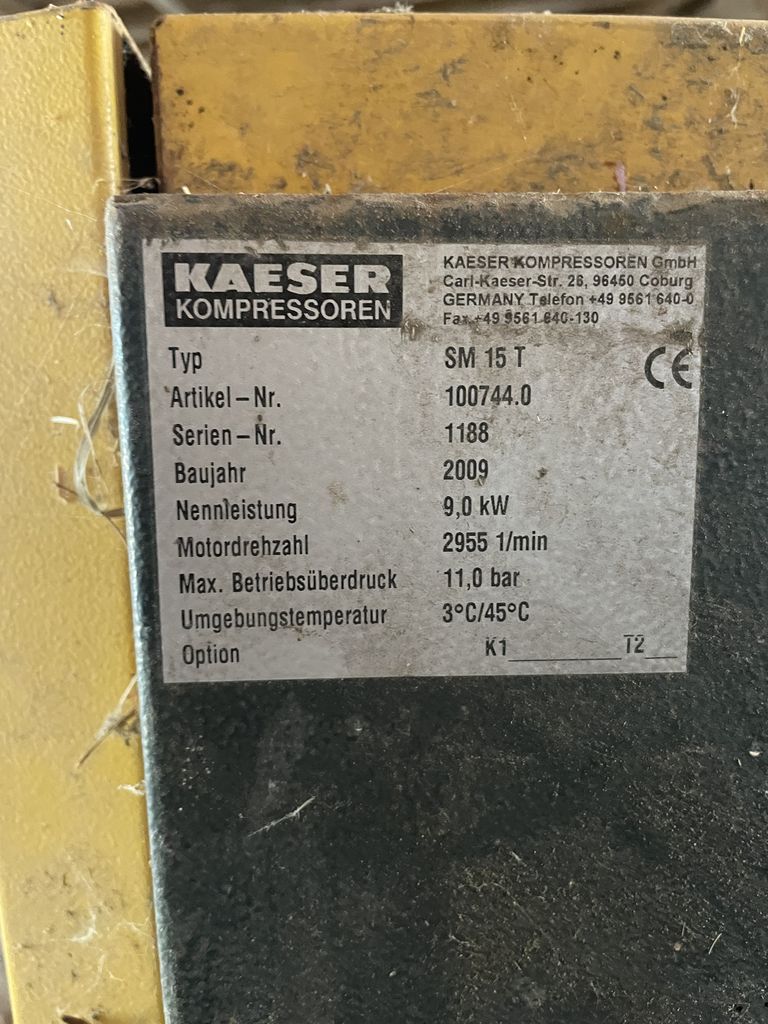 KAESER
KOMPRESSOREN
KAESER KOMPRESSOREN GmbH
Carl-Kaeser-Str. 26, 96450 Coburg
GERMANY Telefon +49 9561 640-0
Fax +49 9561 640-130
Typ SM 15 T
CE
Artikel – Nr. 100744.0
Serien – Nr. 1188
Baujahr 2009
Nennleistung 9,0 kW
Motordrehzahl 2955 1/min
Max. Betriebsüberdruck 11,0 bar
Umgebungstemperatur 3°C/45°C
Option K1________ T2__